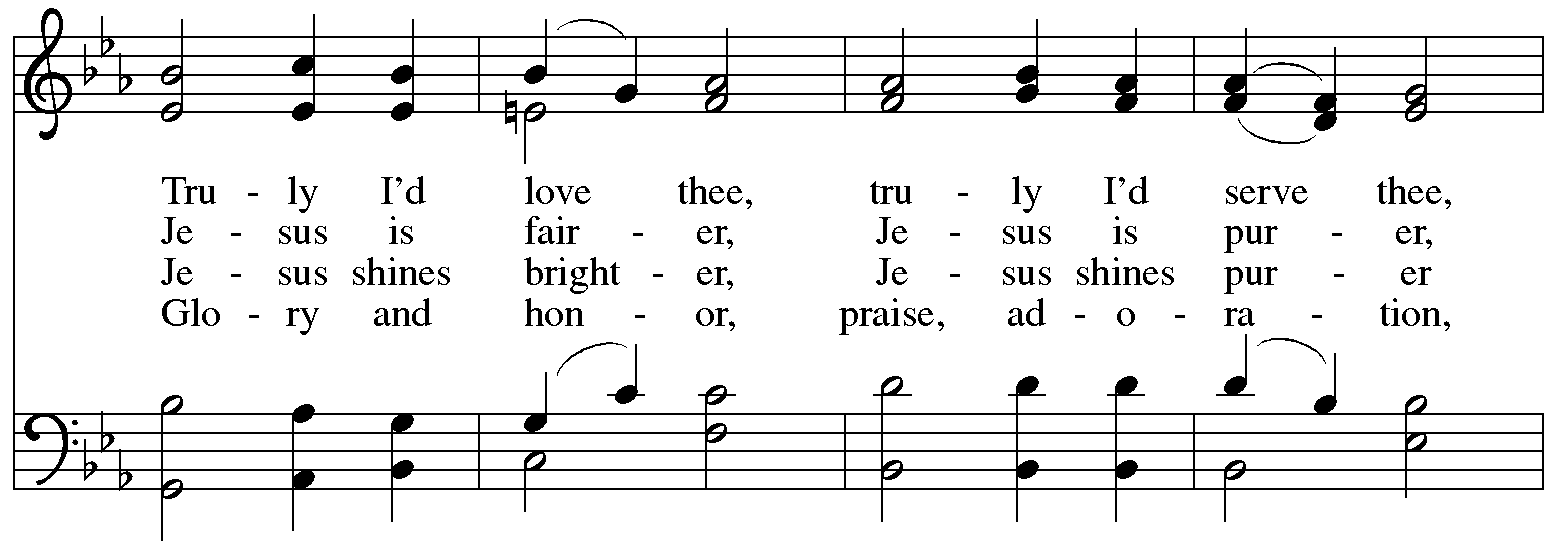 Tru - ly I'd love thee, tru - ly I'd serve thee,
Je - sus is fair - er, Je - sus is pur - er,
Je - sus shines bright - er, Je - sus shines pur - er
Glo - ry and hon - or, praise, ad - o - ra - tion,